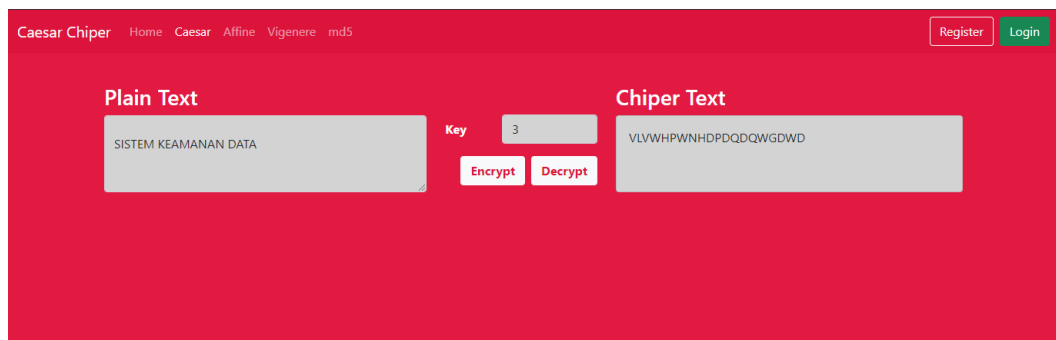 Caesar Chiper Home Caesar Affine Vigenere md5 Register Login
Plain Text
SISTEM KEAMANAN DATA
Key 3
Encrypt Decrypt
Chiper Text
VLVWHPWNHDPDQDQWGDWD